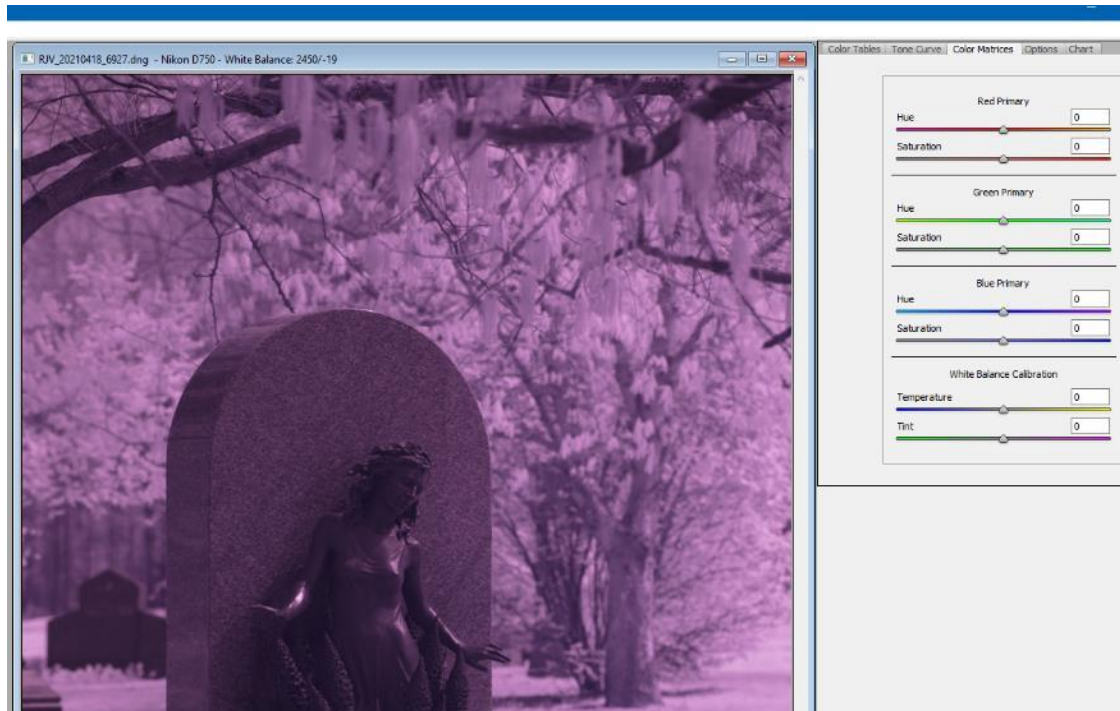 RJV_20210418_6927.dng - Nikon D750 - White Balance: 2450/-19
Color Tables Tone Curve Color Matrices Options Chart
Red Primary
Hue 0
Saturation 0
Green Primary
Hue 0
Saturation 0
Blue Primary
Hue 0
Saturation 0
White Balance Calibration
Temperature 0
Tint 0